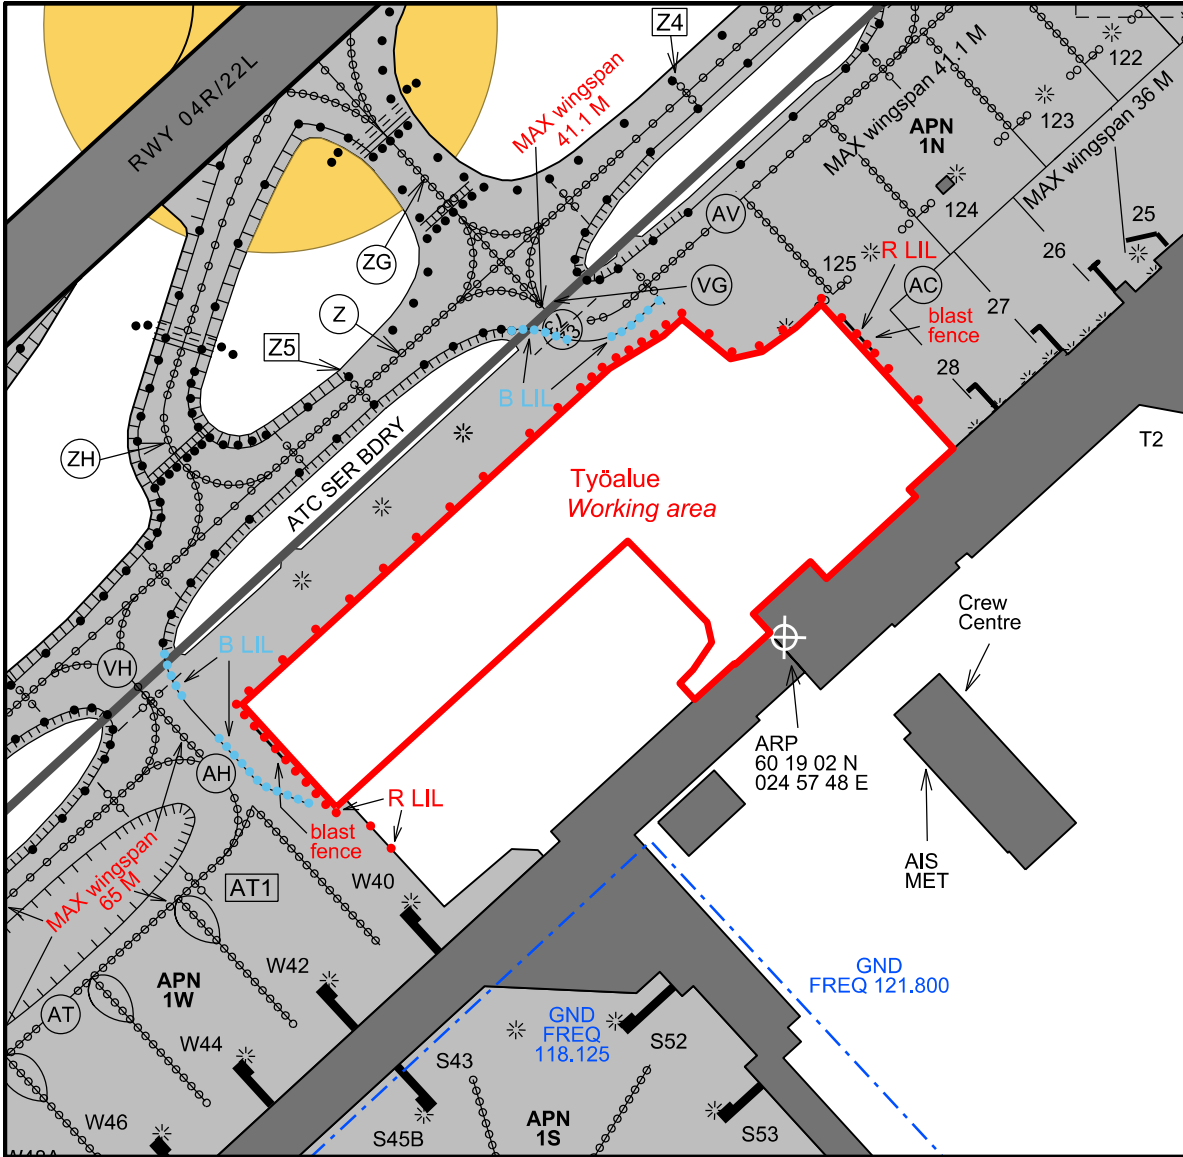 Z4
122
MAX wingspan
41.1 M
MAX wingspan 41.1 M
RWY 04R/22L
APN
1N
123
MAX wingspan 36 M
124
25
AV
26
ZG
125
R LIL
VG
AC
Z
27
blast
fence
Z5
28
B LIL
ATC SER BDRY
ZH
T2
Työalue
Working area
Crew
Centre
B LIL
VH
ARP
60 19 02 N
024 57 48 E
AH
R LIL
blast
fence
MAX wingspan
65 M
AT1
W40
AIS
MET
APN
1W
W42
GND
FREQ 121.800
AT
GND
FREQ
118.125
W44
S43
S52
W46
S45B
APN
1S
S53